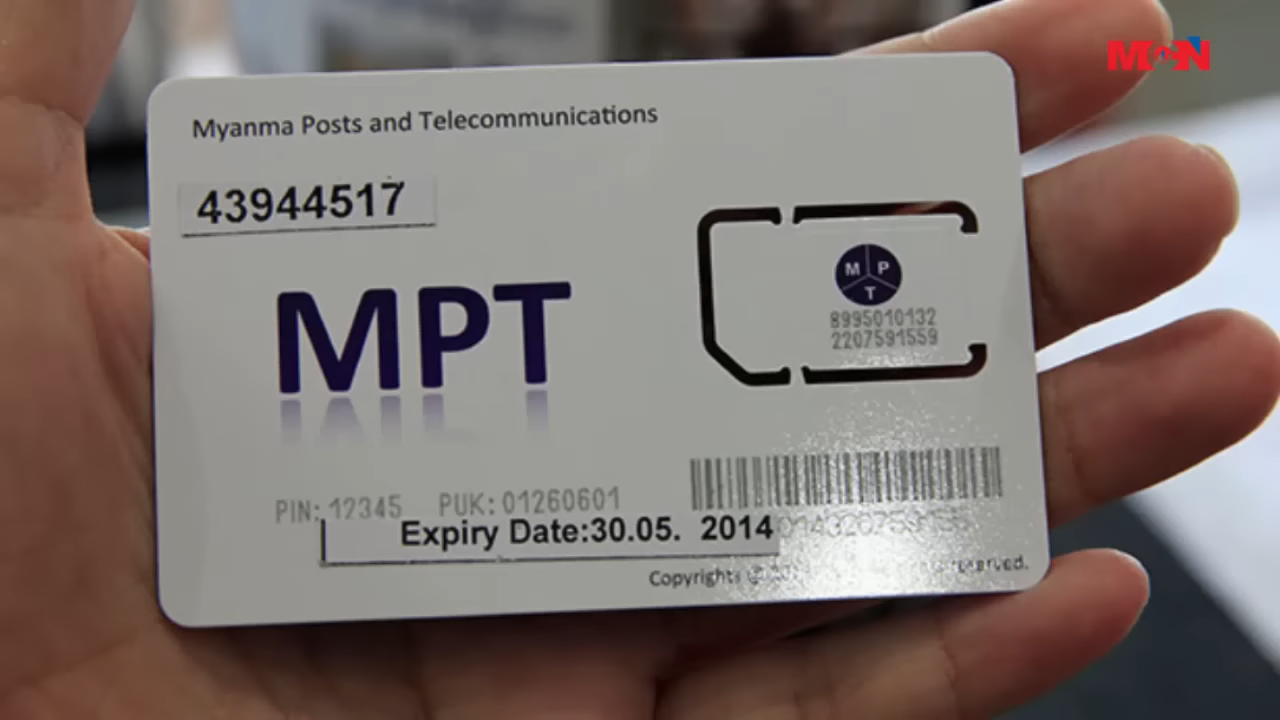 MCN
Myanma Posts and Telecommunications
43944517
MPT
M P
T
8995010132
2207591559
PIN: 12345 PUK: 01260601
Expiry Date:30.05. 2014
Copyrights @ reserved.